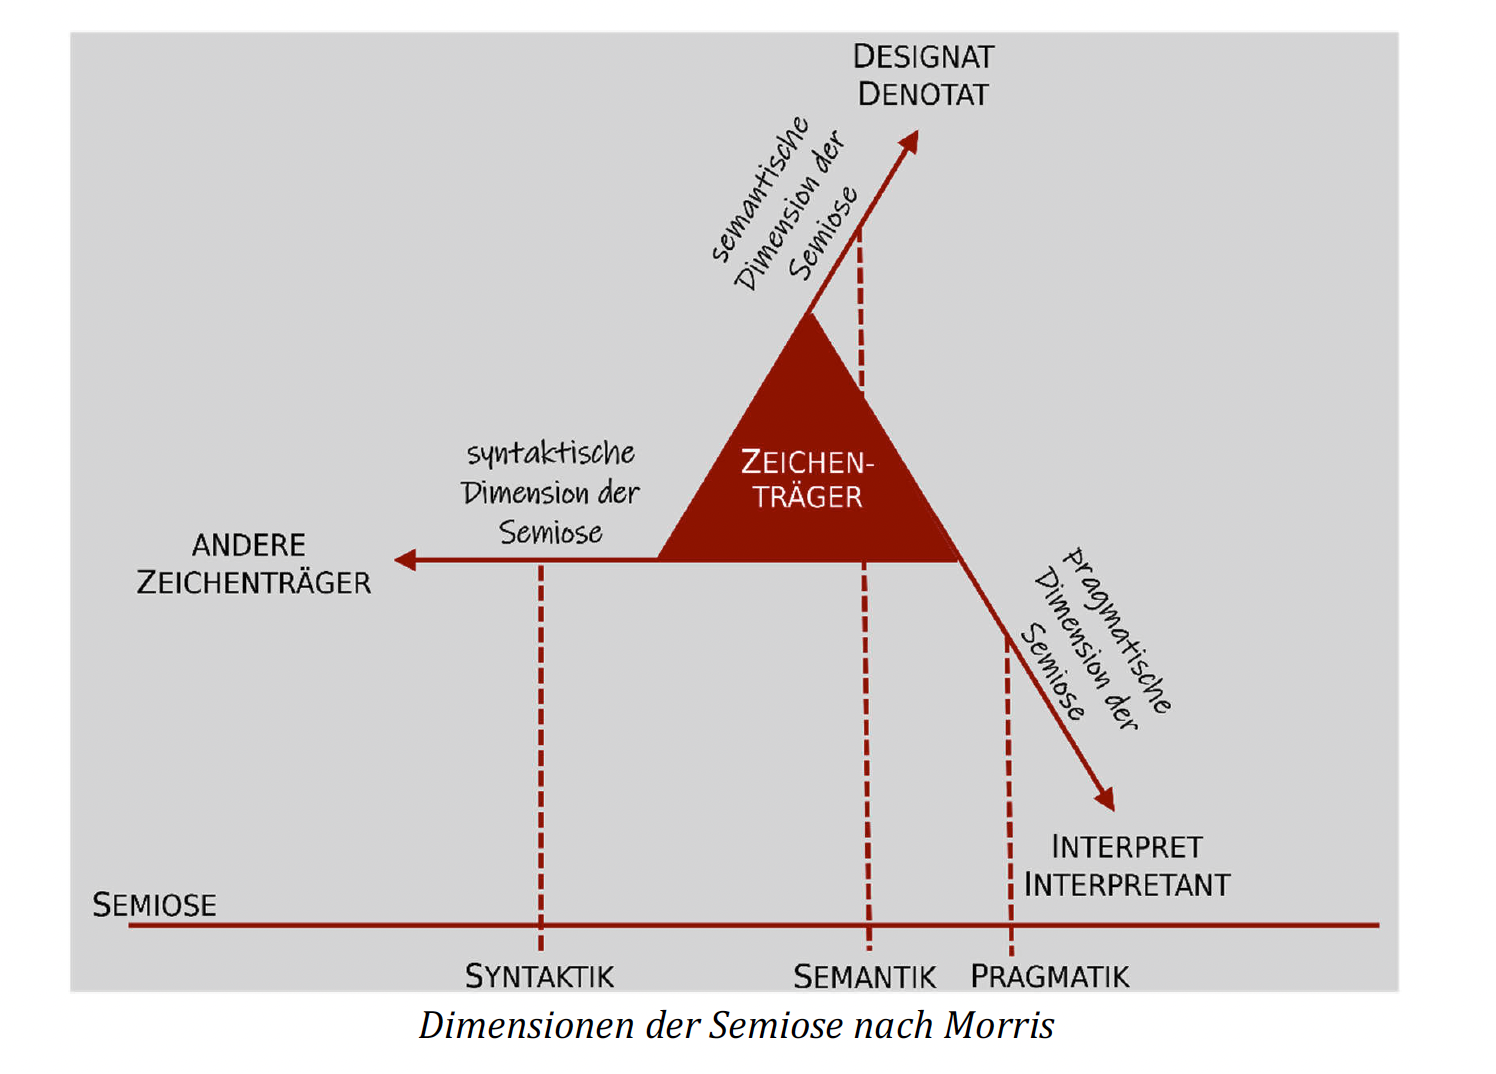 DESIGNAT
DENOTAT
semantische
Dimension der
Semiose
ZEICHEN-
TRÄGER
syntaktische
Dimension der
Semiose
ANDERE
ZEICHENTRÄGER
pragmatische
Dimension der
Semiose
INTERPRET
INTERPRETANT
SEMIOSE
SYNTAKTIK
SEMANTIK
PRAGMATIK
Dimensionen der Semiose nach Morris